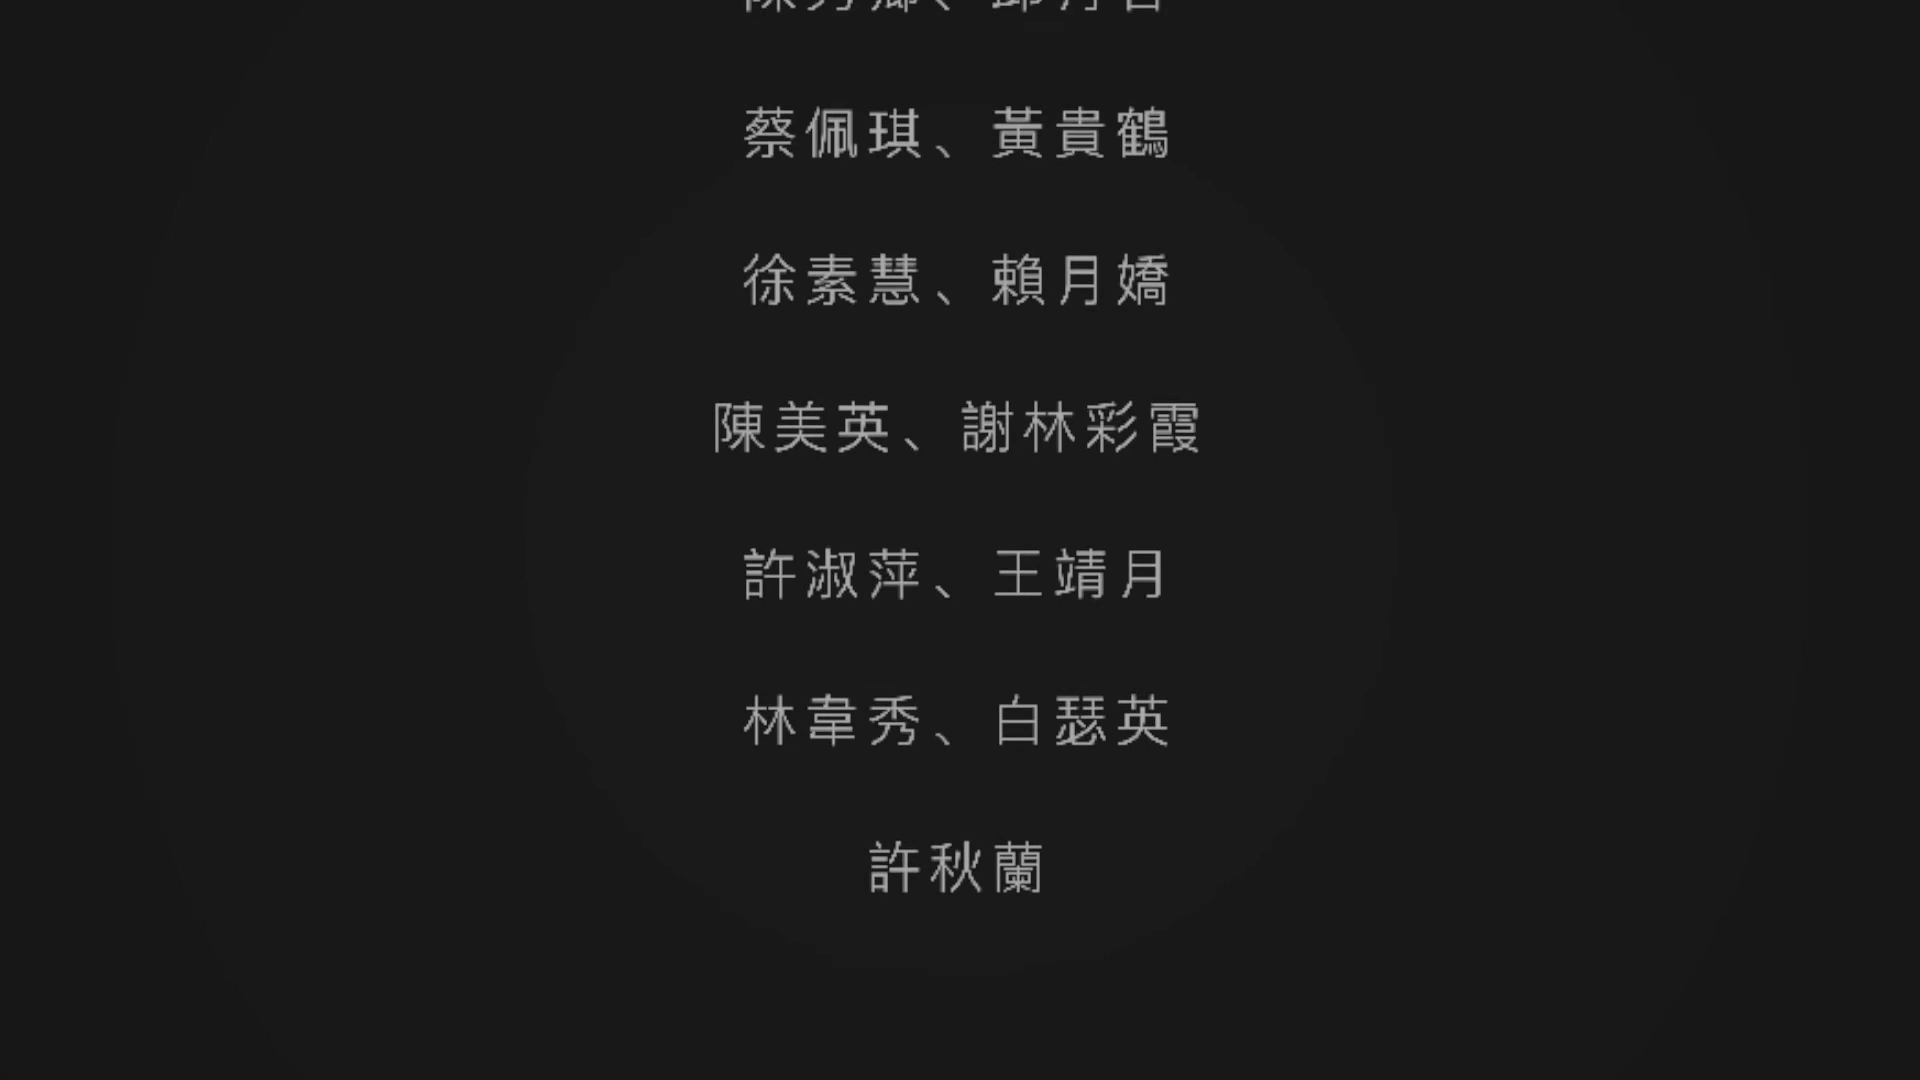 蔡佩琪、黃貴鶴
徐素慧、賴月嬌
陳美英、謝林彩霞
許淑萍、王靖月
林韋秀、白瑟英
許秋蘭